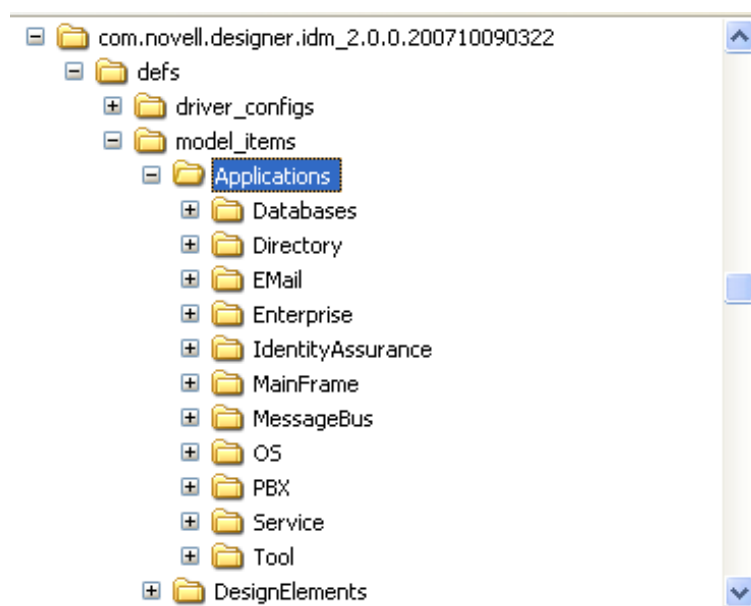 com.novell.designer.idm_2.0.0.200710090322
defs
driver_configs
model_items
Applications
Databases
Directory
EMail
Enterprise
IdentityAssurance
MainFrame
MessageBus
OS
PBX
Service
Tool
DesignElements